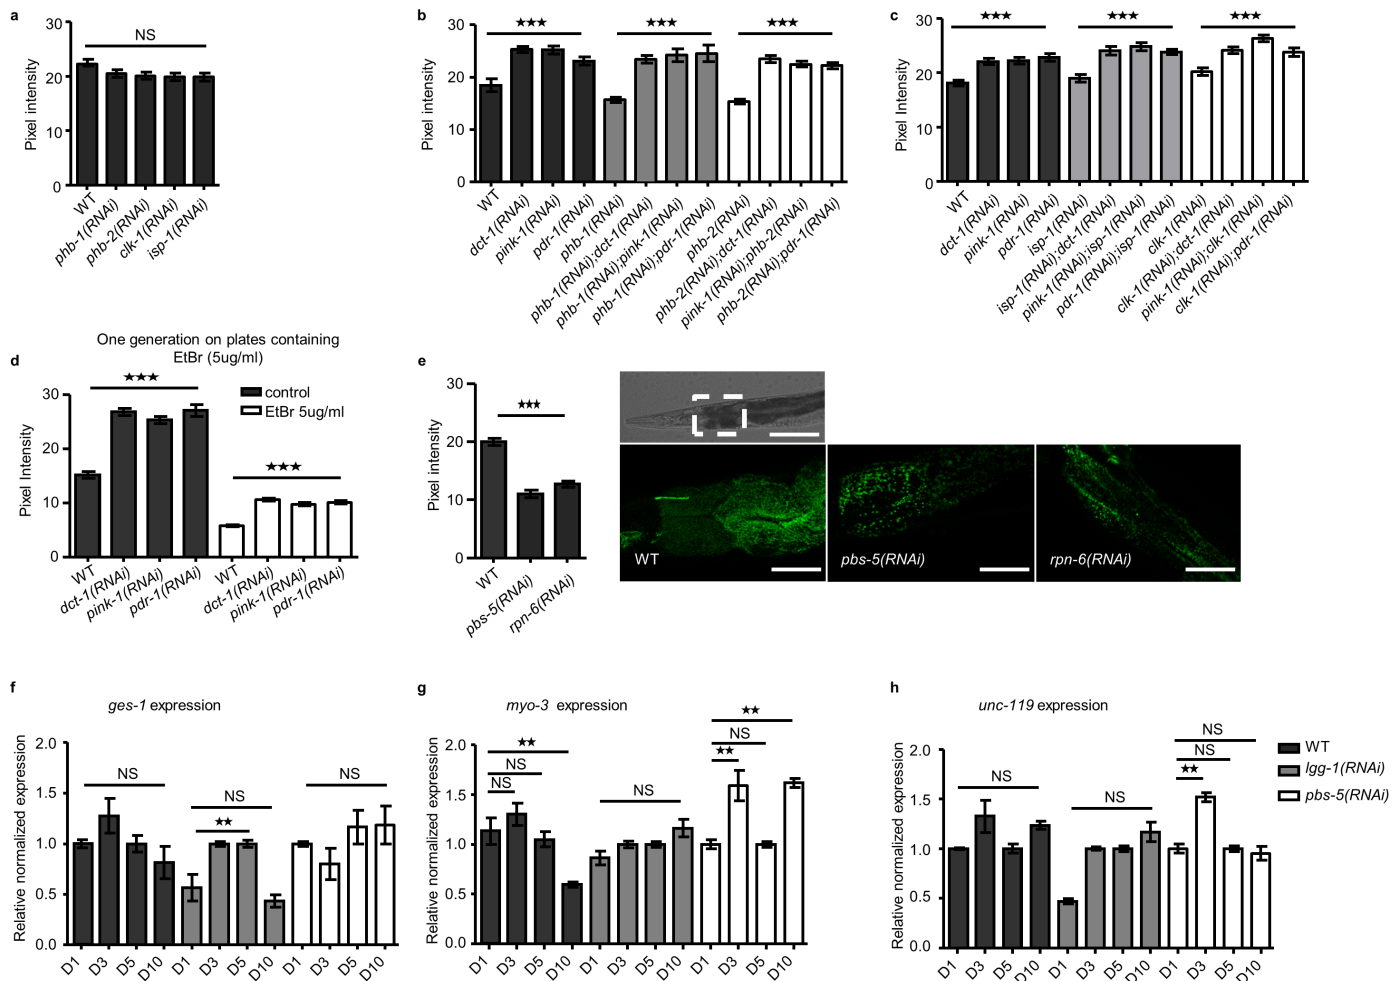 a
NS
Pixel intensity
30
20
10
0
WT
phb-1(RNAi)
phb-2(RNAi)
clk-1(RNAi)
isp-1(RNAi)
b
★★★
★★★
★★★
Pixel intensity
30
20
10
0
WT
dct-1(RNAi)
pink-1(RNAi)
pdr-1(RNAi)
phb-1(RNAi)
phb-1(RNAi);dct-1(RNAi)
phb-1(RNAi);pink-1(RNAi)
phb-1(RNAi);pdr-1(RNAi)
phb-2(RNAi)
phb-2(RNAi);dct-1(RNAi)
pink-1(RNAi);phb-2(RNAi)
phb-2(RNAi);pdr-1(RNAi)
c
★★★
★★★
★★★
Pixel Intensity
30
20
10
0
WT
dct-1(RNAi)
pink-1(RNAi)
pdr-1(RNAi)
isp-1(RNAi)
isp-1(RNAi);dct-1(RNAi)
pink-1(RNAi);isp-1(RNAi)
pdr-1(RNAi);isp-1(RNAi)
clk-1(RNAi)
clk-1(RNAi);dct-1(RNAi)
pink-1(RNAi);clk-1(RNAi)
clk-1(RNAi);pdr-1(RNAi)
d
One generation on plates containing
EtBr (5ug/ml)
★★★
★★★
control
EtBr 5ug/ml
Pixel Intensity
30
20
10
0
WT
dct-1(RNAi)
pink-1(RNAi)
pdr-1(RNAi)
WT
dct-1(RNAi)
pink-1(RNAi)
pdr-1(RNAi)
e
★★★
Pixel intensity
30
20
10
0
WT
pbs-5(RNAi)
rpn-6(RNAi)
WT
pbs-5(RNAi)
rpn-6(RNAi)
f
ges-1 expression
Relative normalized expression
2.0
1.5
1.0
0.5
0.0
NS
NS
★★
NS
D1
D3
D5
D10
D1
D3
D5
D10
D1
D3
D5
D10
g
myo-3 expression
Relative normalized expression
2.0
1.5
1.0
0.5
0.0
★★
NS
NS
NS
★★
NS
★★
D1
D3
D5
D10
D1
D3
D5
D10
D1
D3
D5
D10
h
unc-119 expression
Relative normalized expression
2.0
1.5
1.0
0.5
0.0
NS
NS
NS
NS
★★
D1
D3
D5
D10
D1
D3
D5
D10
D1
D3
D5
D10
WT
lgg-1(RNAi)
pbs-5(RNAi)